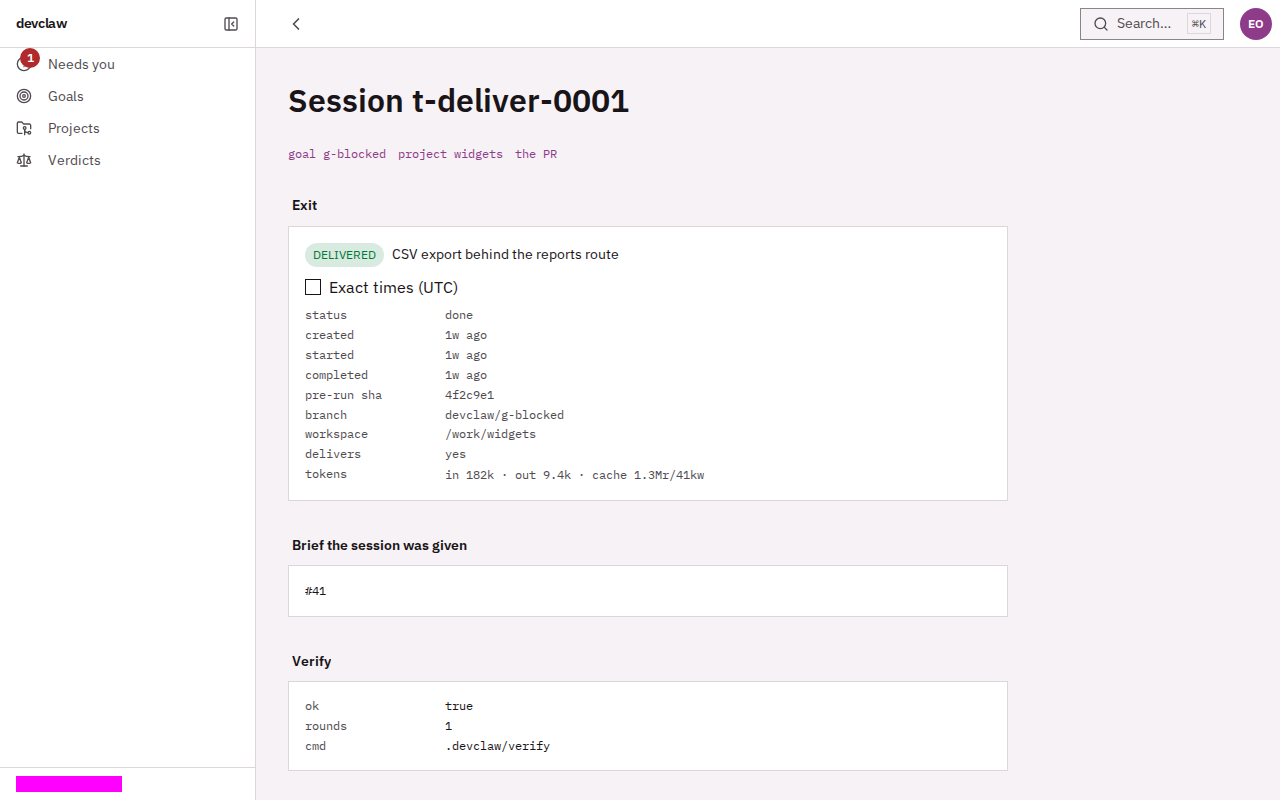 devclaw
Search... ⌘K
EO
1
Needs you
Goals
Projects
Verdicts
Session t-deliver-0001
goal g-blocked project widgets the PR
Exit
DELIVERED CSV export behind the reports route
Exact times (UTC)
status done
created 1w ago
started 1w ago
completed 1w ago
pre-run sha 4f2c9e1
branch devclaw/g-blocked
workspace /work/widgets
delivers yes
tokens in 182k · out 9.4k · cache 1.3Mr/41kw
Brief the session was given
#41
Verify
ok true
rounds 1
cmd .devclaw/verify